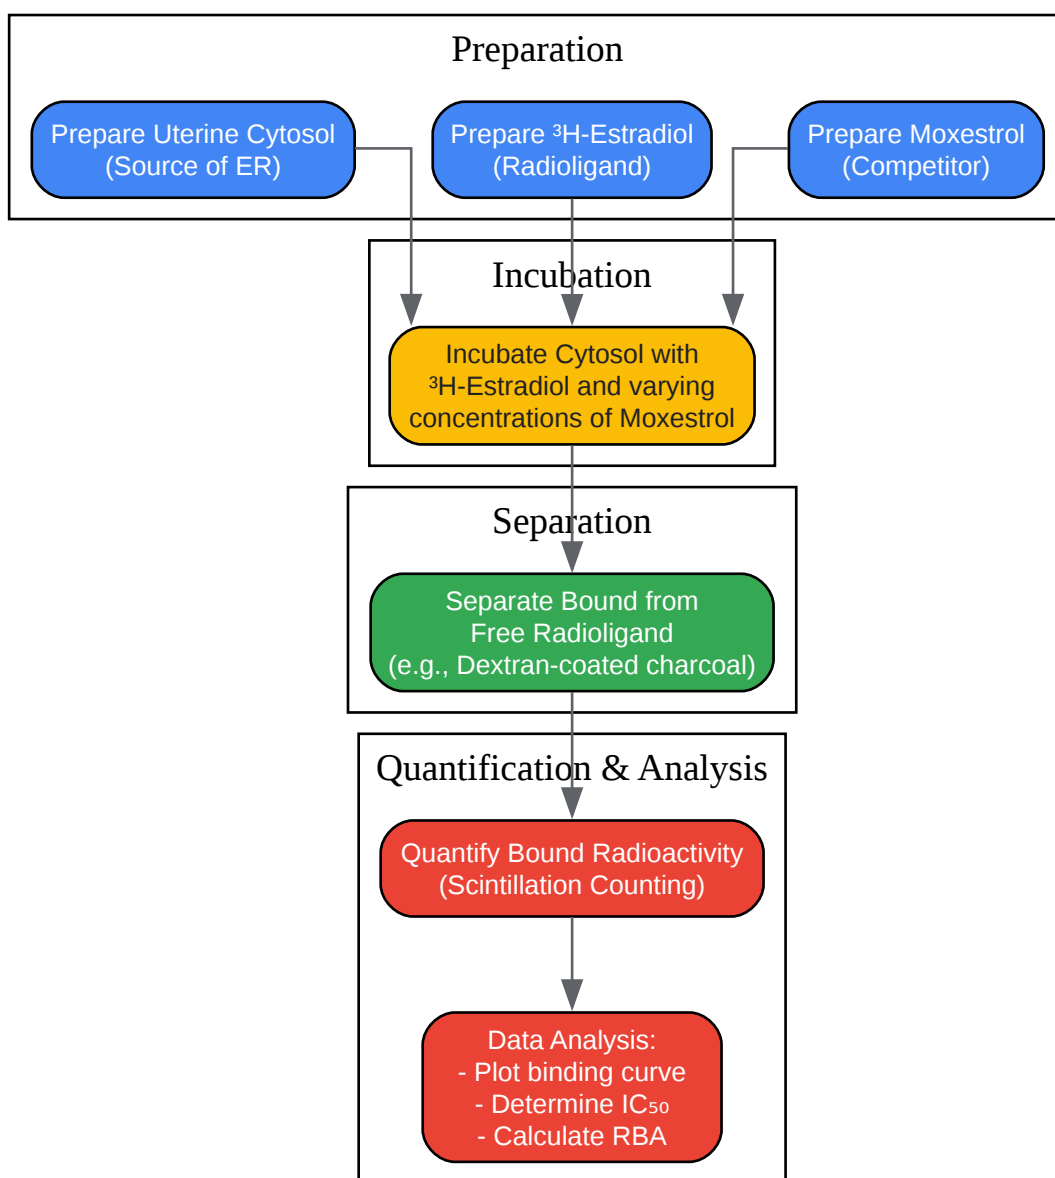 Preparation
Prepare Uterine Cytosol
(Source of ER)
Prepare ³H-Estradiol
(Radioligand)
Prepare Moxestrol
(Competitor)
Incubation
Incubate Cytosol with
³H-Estradiol and varying
concentrations of Moxestrol
Separation
Separate Bound from
Free Radioligand
(e.g., Dextran-coated charcoal)
Quantification & Analysis
Quantify Bound Radioactivity
(Scintillation Counting)
Data Analysis:
- Plot binding curve
- Determine IC₅₀
- Calculate RBA